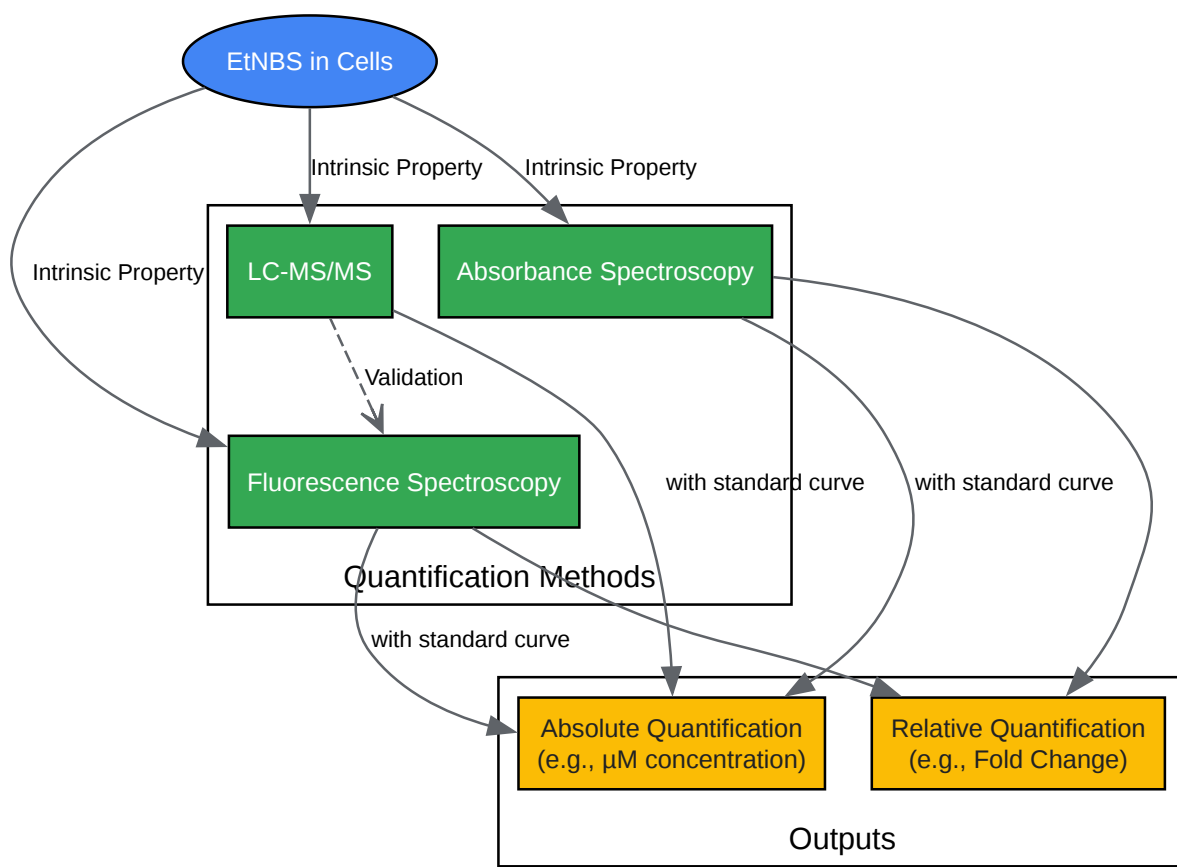 EtNBS in Cells
Intrinsic Property
Intrinsic Property
Intrinsic Property
LC-MS/MS
Absorbance Spectroscopy
Validation
Fluorescence Spectroscopy
with standard curve
with standard curve
Quantification Methods
with standard curve
Absolute Quantification
(e.g., µM concentration)
Relative Quantification
(e.g., Fold Change)
Outputs